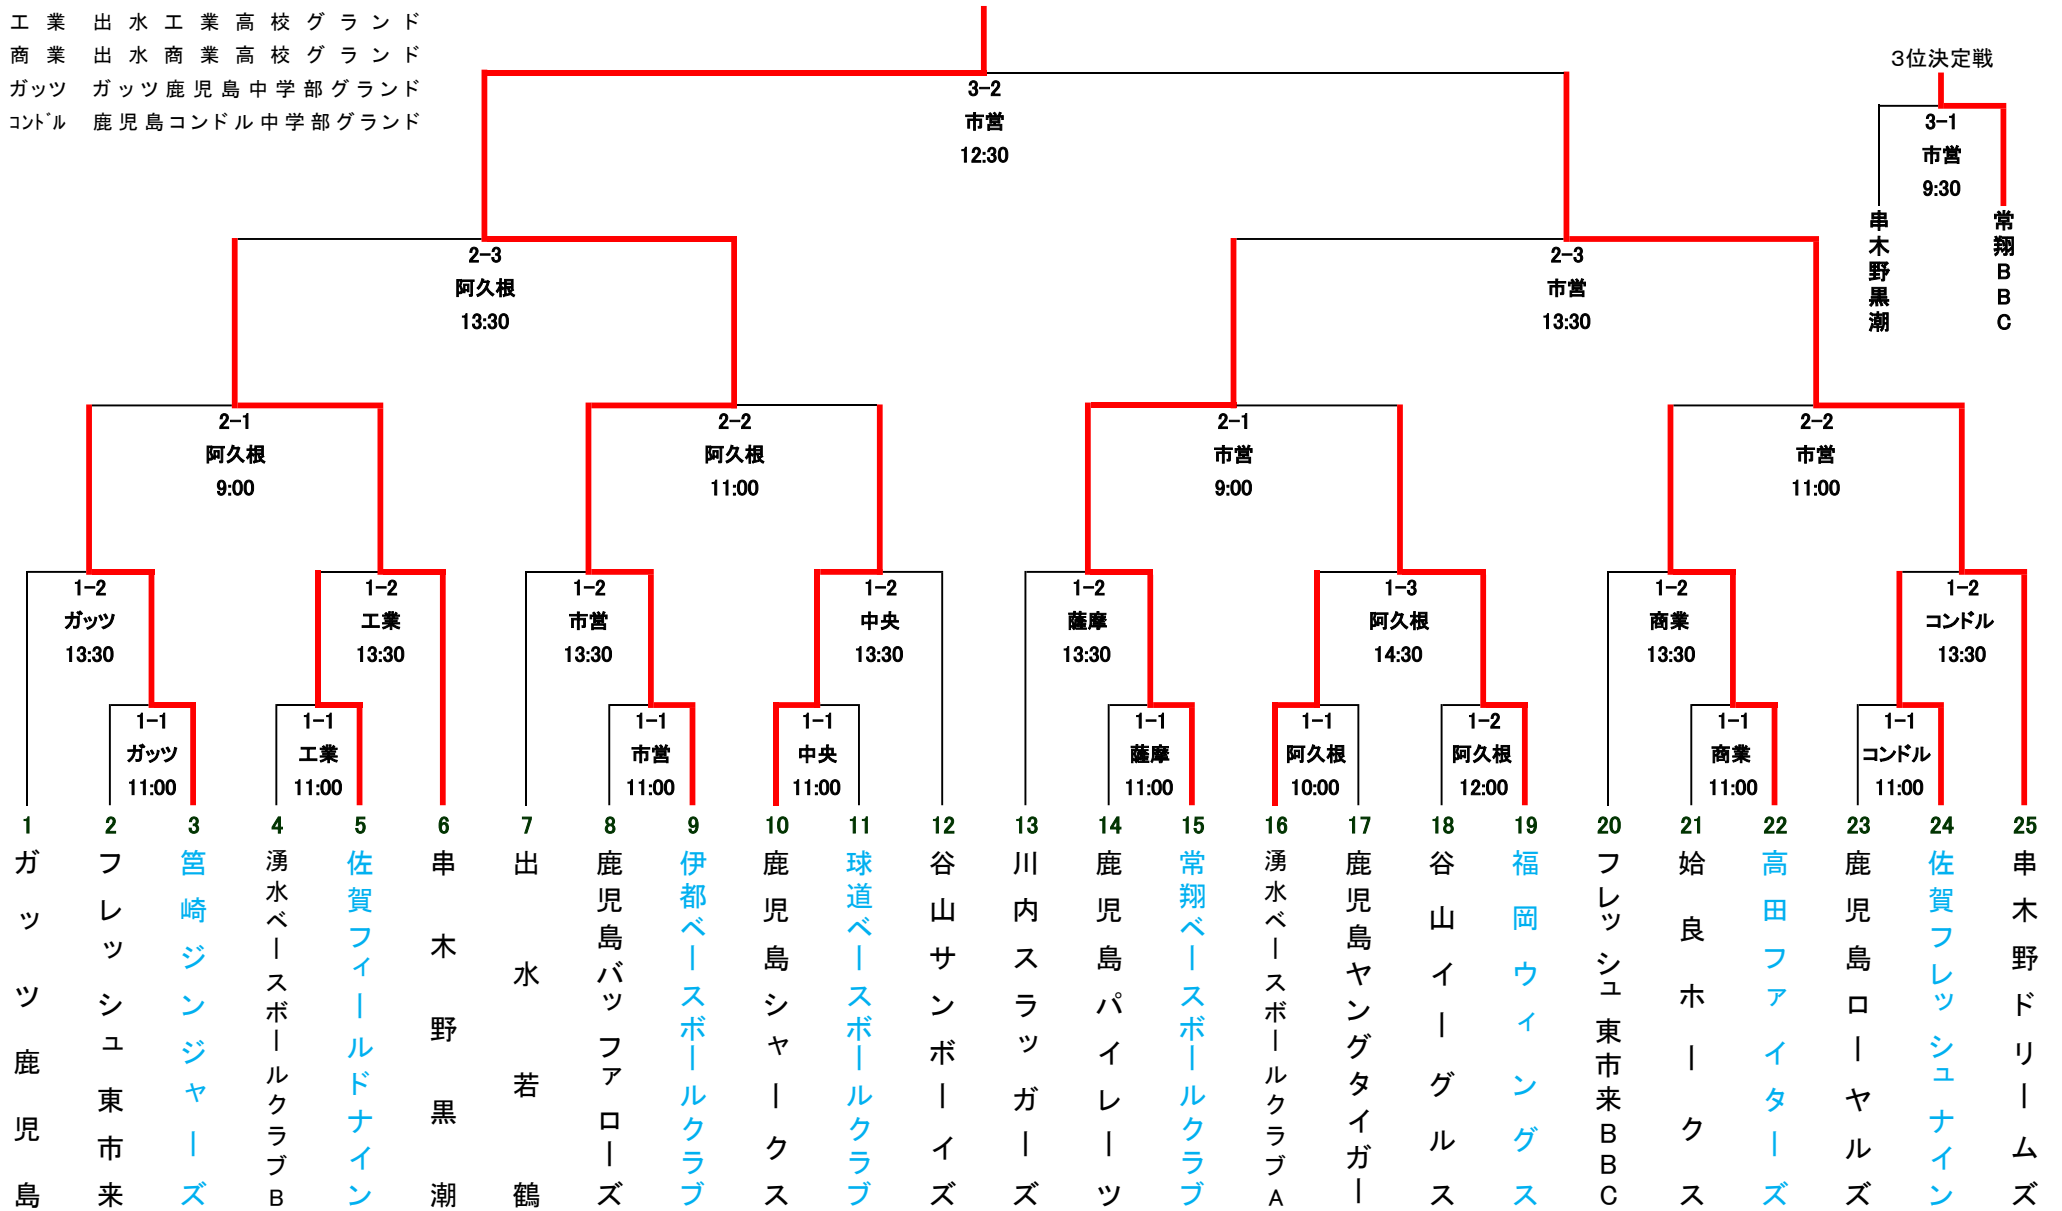 工業 出水工業高校グランド
商業 出水商業高校グランド
ガッツ ガッツ鹿児島中学部グランド
コンドル 鹿児島コンドル中学部グランド
3位決定戦
3-2
市営
12:30
3-1
市営
9:30
串木野黒潮
常翔BBC
2-3
阿久根
13:30
2-3
市営
13:30
2-1
阿久根
9:00
2-2
阿久根
11:00
2-1
市営
9:00
2-2
市営
11:00
1-2
ガッツ
13:30
1-2
工業
13:30
1-2
市営
13:30
1-2
中央
13:30
1-2
薩摩
13:30
1-3
阿久根
14:30
1-2
商業
13:30
1-2
コンドル
13:30
1-1
ガッツ
11:00
1-1
工業
11:00
1-1
市営
11:00
1-1
中央
11:00
1-1
薩摩
11:00
1-1
阿久根
10:00
1-2
阿久根
12:00
1-1
商業
11:00
1-1
コンドル
11:00
1 ガッツ鹿児島
2 フレッシュ東市来
3 筥崎ジンジャーズ
4 湧水ベースボールクラブB
5 佐賀フィールドナイン
6 串木野黒潮
7 出水若鶴
8 鹿児島バッファローズ
9 伊都ベースボールクラブ
10 鹿児島シャークス
11 球道ベースボールクラブ
12 谷山サンボーイズ
13 川内スラッガーズ
14 鹿児島パイレーツ
15 常翔ベースボールクラブ
16 湧水ベースボールクラブA
17 鹿児島ヤングタイガー
18 谷山イーグルス
19 福岡ウィングス
20 フレッシュ東市来BBC
21 姶良ホークス
22 高田ファイターズ
23 鹿児島ローヤルズ
24 佐賀フレッシュナイン
25 串木野ドリームズ